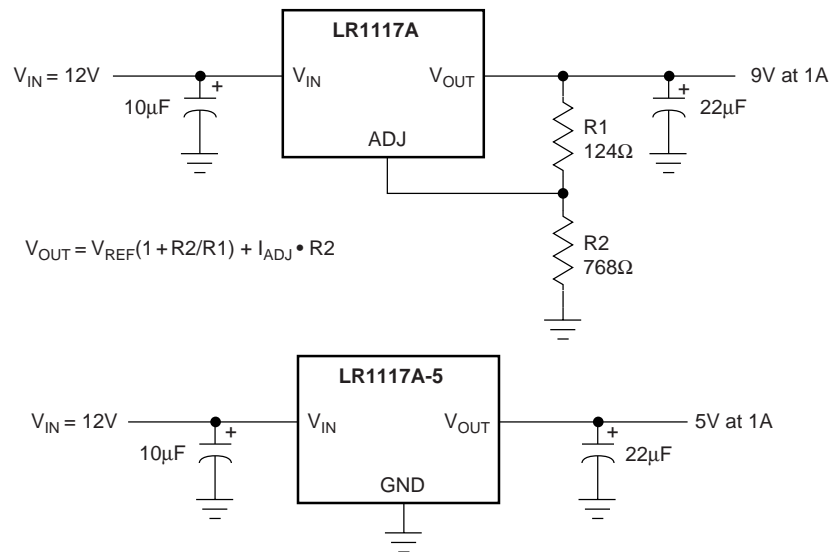 LR1117A
V_IN = 12V
V_IN
V_OUT
9V at 1A
10μF
+
+
22μF
ADJ
R1
124Ω
V_OUT = V_REF(1 + R2/R1) + I_ADJ • R2
R2
768Ω
LR1117A-5
V_IN = 12V
V_IN
V_OUT
5V at 1A
10μF
+
+
22μF
GND